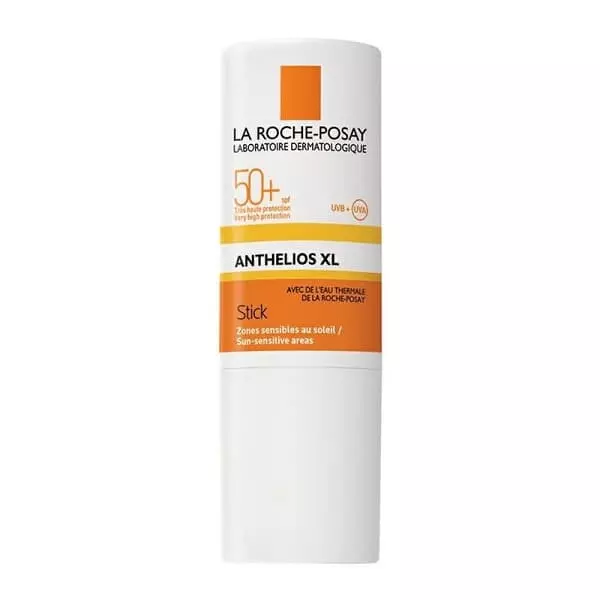 LA ROCHE-POSAY
LABORATOIRE DERMATOLOGIQUE
50+ spf
Très haute protection
Very high protection
UVB + UVA
ANTHELIOS XL
AVEC DE L'EAU THERMALE
DE LA ROCHE-POSAY
Stick
Zones sensibles au soleil /
Sun-sensitive areas